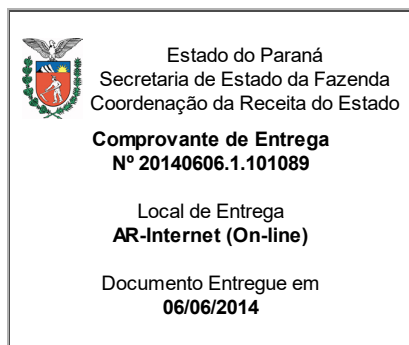 Estado do Paraná
Secretaria de Estado da Fazenda
Coordenação da Receita do Estado
Comprovante de Entrega
Nº 20140606.1.101089
Local de Entrega
AR-Internet (On-line)
Documento Entregue em
06/06/2014